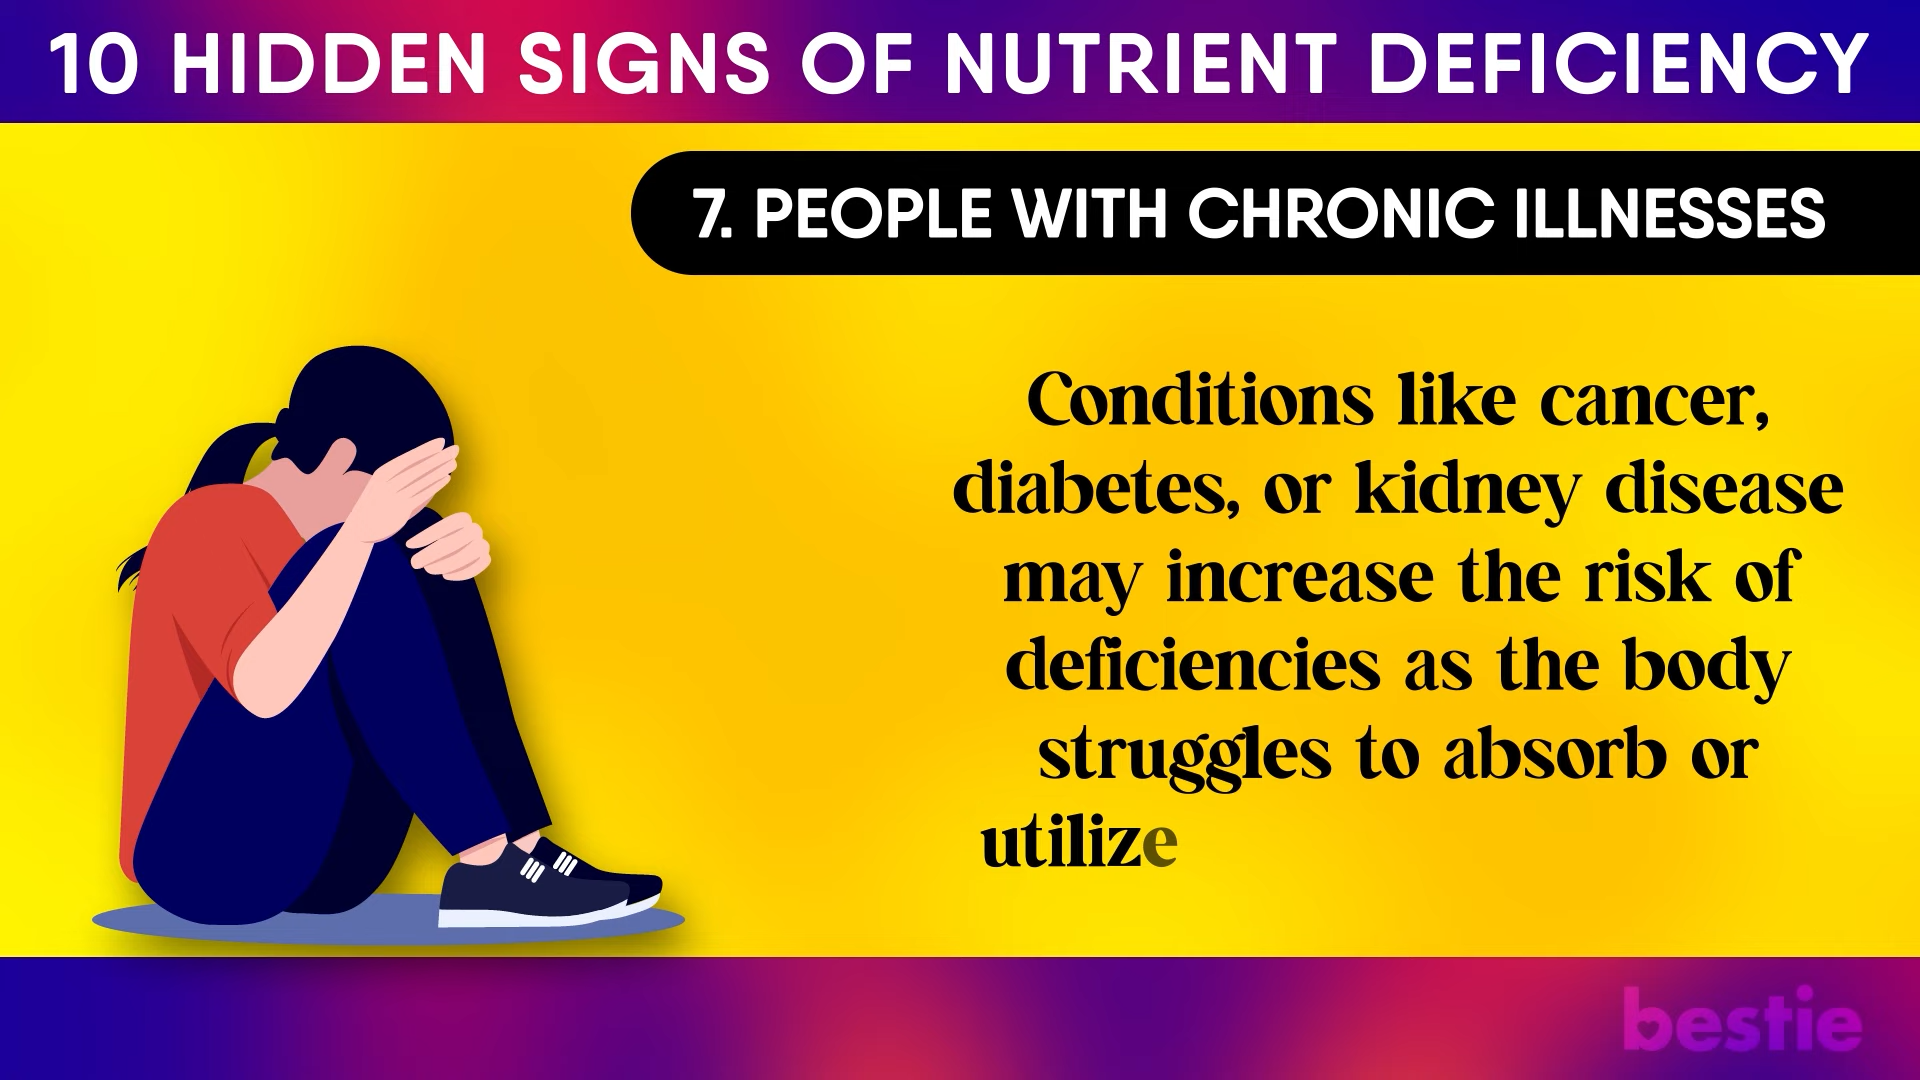 10 HIDDEN SIGNS OF NUTRIENT DEFICIENCY
7. PEOPLE WITH CHRONIC ILLNESSES
Conditions like cancer,
diabetes, or kidney disease
may increase the risk of
deficiencies as the body
struggles to absorb or
utilize
bestie